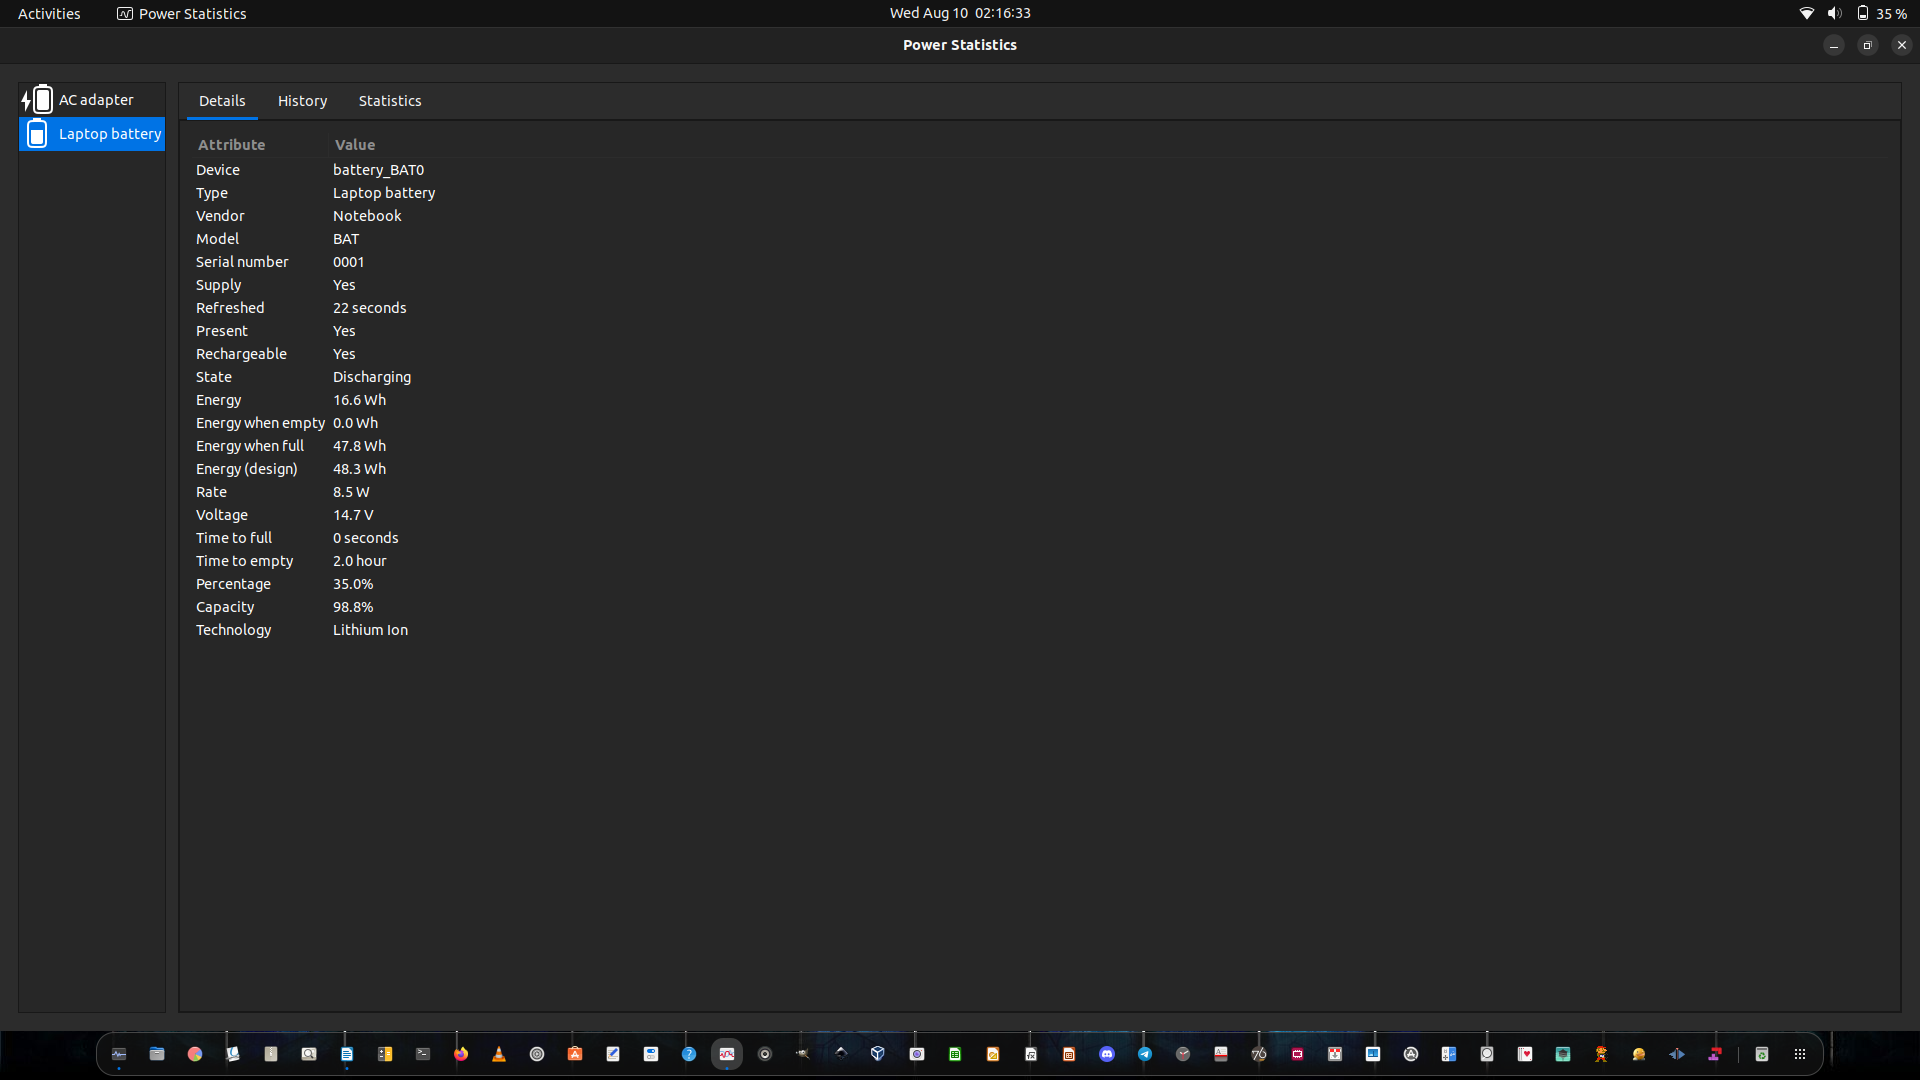 Activities
Power Statistics
Wed Aug 10 02:16:33
35 %
Power Statistics
AC adapter
Laptop battery
Details
History
Statistics
Attribute Value
Device battery_BAT0
Type Laptop battery
Vendor Notebook
Model BAT
Serial number 0001
Supply Yes
Refreshed 22 seconds
Present Yes
Rechargeable Yes
State Discharging
Energy 16.6 Wh
Energy when empty 0.0 Wh
Energy when full 47.8 Wh
Energy (design) 48.3 Wh
Rate 8.5 W
Voltage 14.7 V
Time to full 0 seconds
Time to empty 2.0 hour
Percentage 35.0%
Capacity 98.8%
Technology Lithium Ion
76